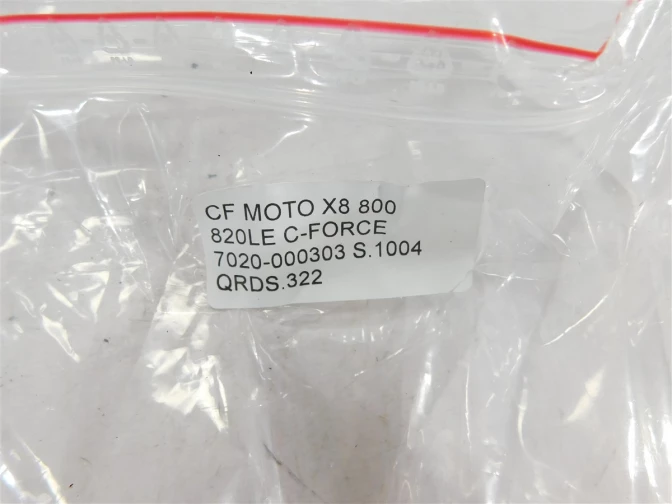 CF MOTO X8 800
820LE C-FORCE
7020-000303 S.1004
QRDS.322